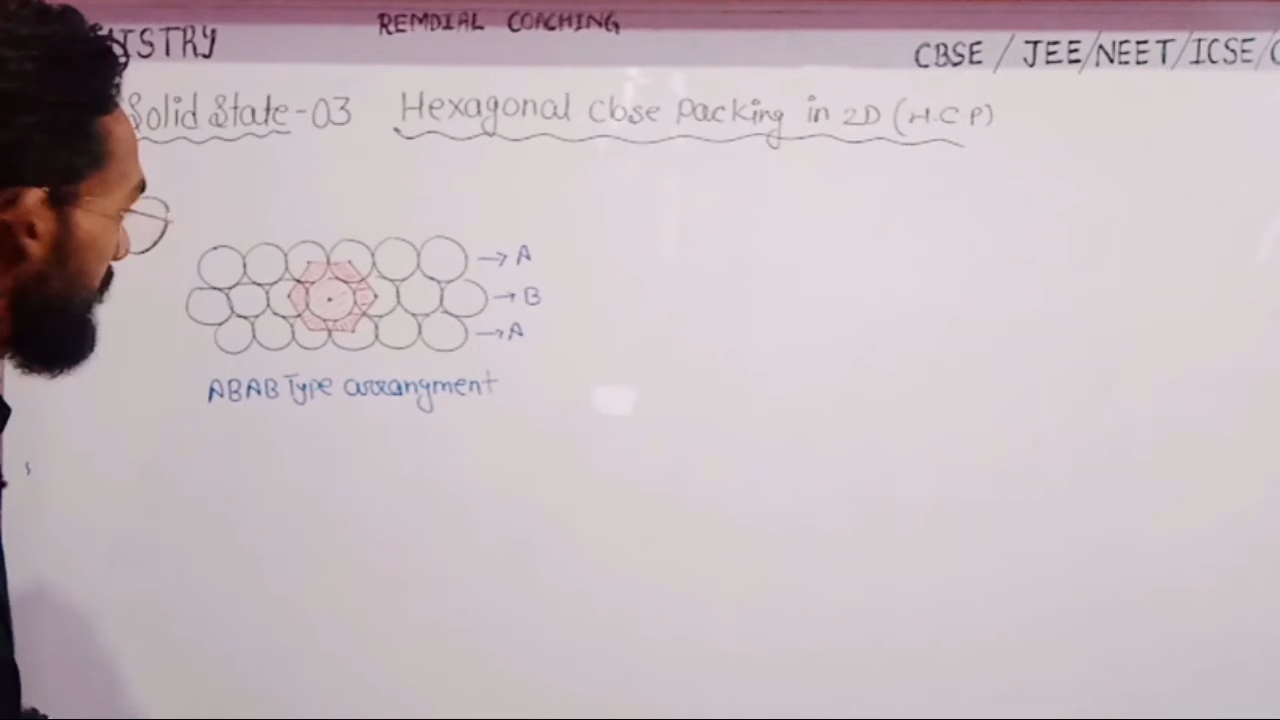 REMDIAL COACHING
ISTRY
CBSE / JEE/NEET/ICSE/
Solid State-03 Hexagonal Close packing in 2D (H.C P)
→ A
→ B
→ A
ABAB Type arrangment